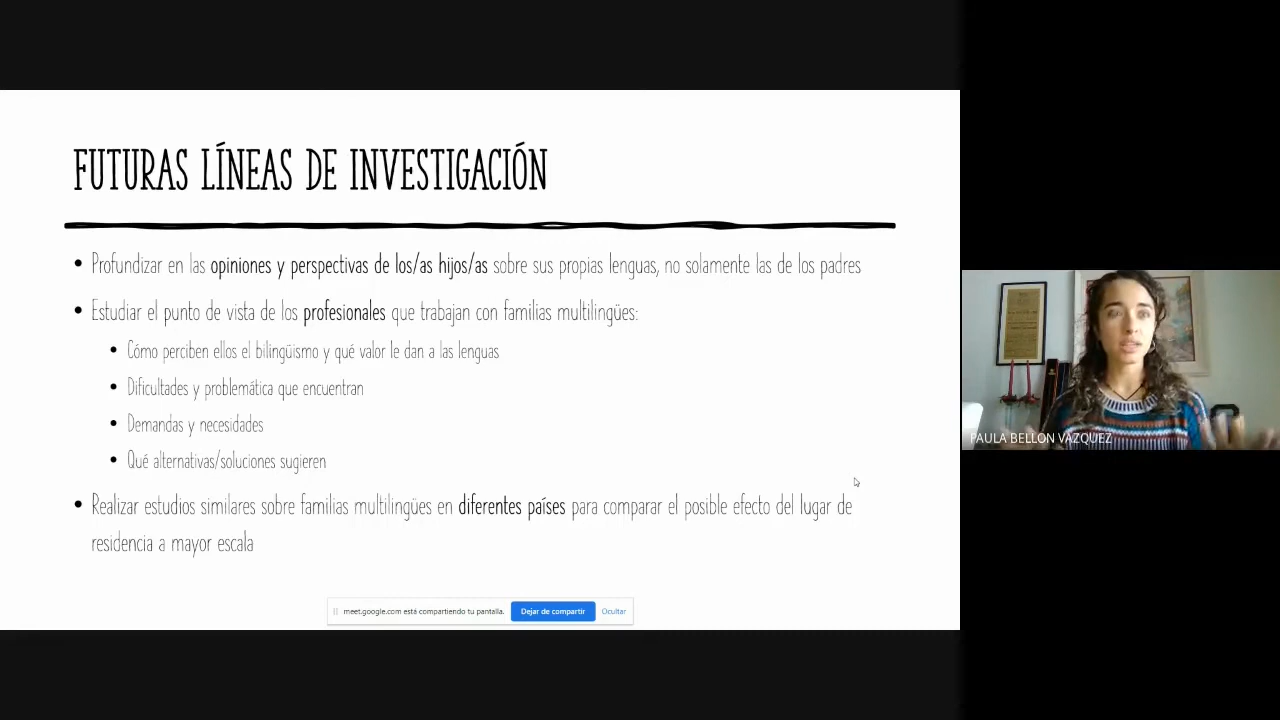 FUTURAS LÍNEAS DE INVESTIGACIÓN
• Profundizar en las opiniones y perspectivas de los/as hijos/as sobre sus propias lenguas, no solamente las de los padres
• Estudiar el punto de vista de los profesionales que trabajan con familias multilingües:
• Cómo perciben ellos el bilingüismo y qué valor le dan a las lenguas
• Dificultades y problemática que encuentran
• Demandas y necesidades
• Qué alternativas/soluciones sugieren
• Realizar estudios similares sobre familias multilingües en diferentes países para comparar el posible efecto del lugar de
residencia a mayor escala
meet.google.com está compartiendo tu pantalla. Dejar de compartir Ocultar
PAULA BELLON VAZQUEZ